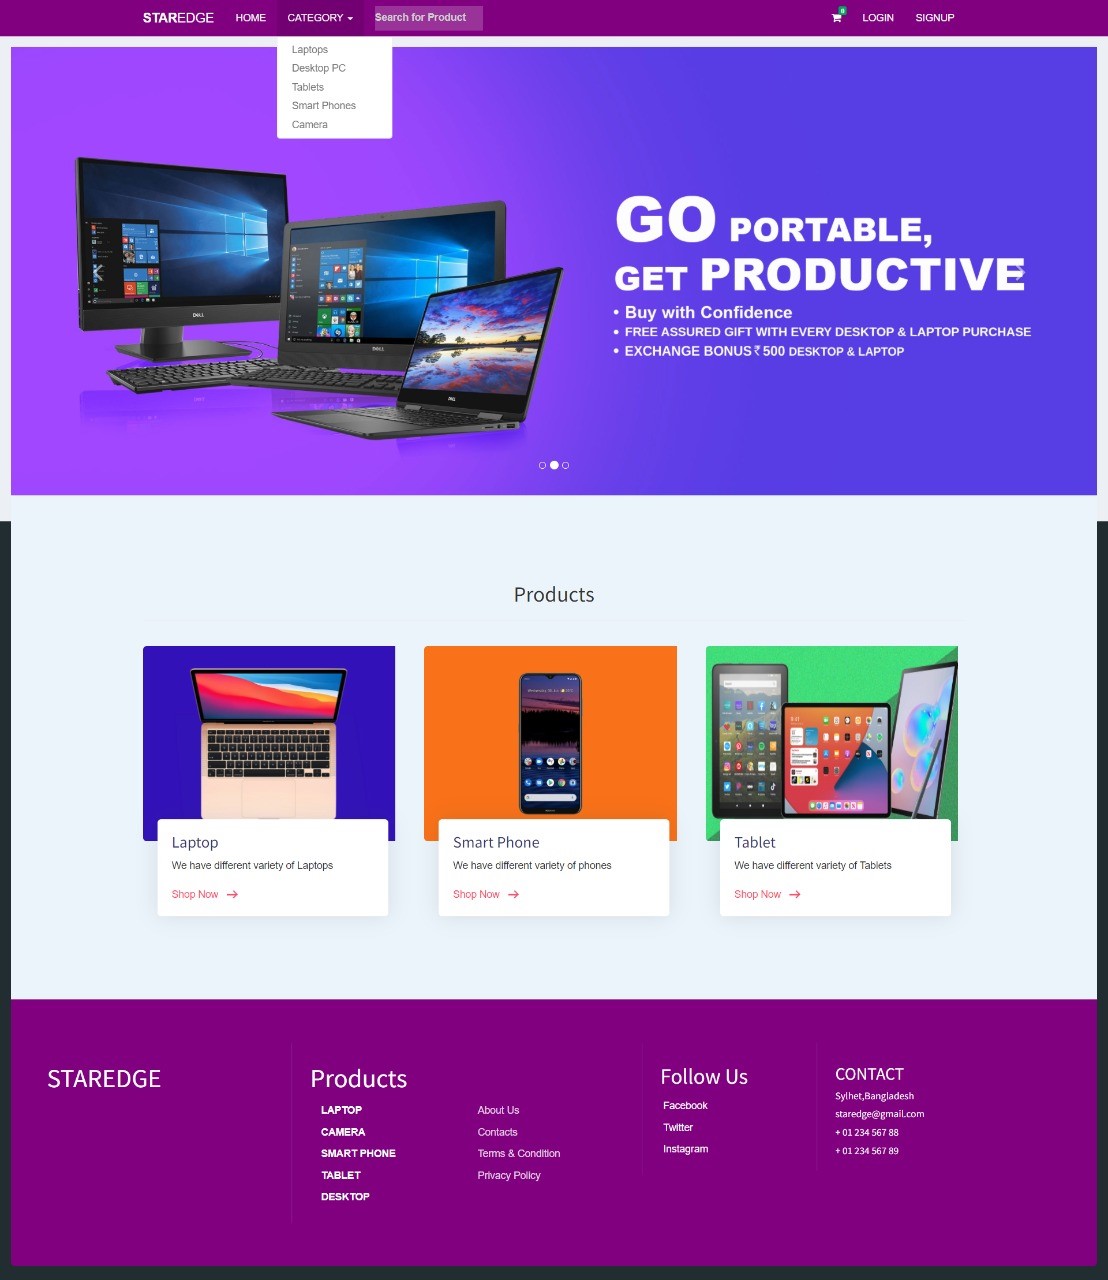 STAREDGE HOME CATEGORY Search for Product LOGIN SIGNUP
Laptops
Desktop PC
Tablets
Smart Phones
Camera
GO PORTABLE,
GET PRODUCTIVE
• Buy with Confidence
• FREE ASSURED GIFT WITH EVERY DESKTOP & LAPTOP PURCHASE
• EXCHANGE BONUS ₹ 500 DESKTOP & LAPTOP
DELL
DELL
DELL
Products
Laptop
We have different variety of Laptops
Shop Now →
Smart Phone
We have different variety of phones
Shop Now →
Tablet
We have different variety of Tablets
Shop Now →
STAREDGE
Products
LAPTOP
CAMERA
SMART PHONE
TABLET
DESKTOP
About Us
Contacts
Terms & Condition
Privacy Policy
Follow Us
Facebook
Twitter
Instagram
CONTACT
Sylhet,Bangladesh
staredge@gmail.com
+ 01 234 567 88
+ 01 234 567 89